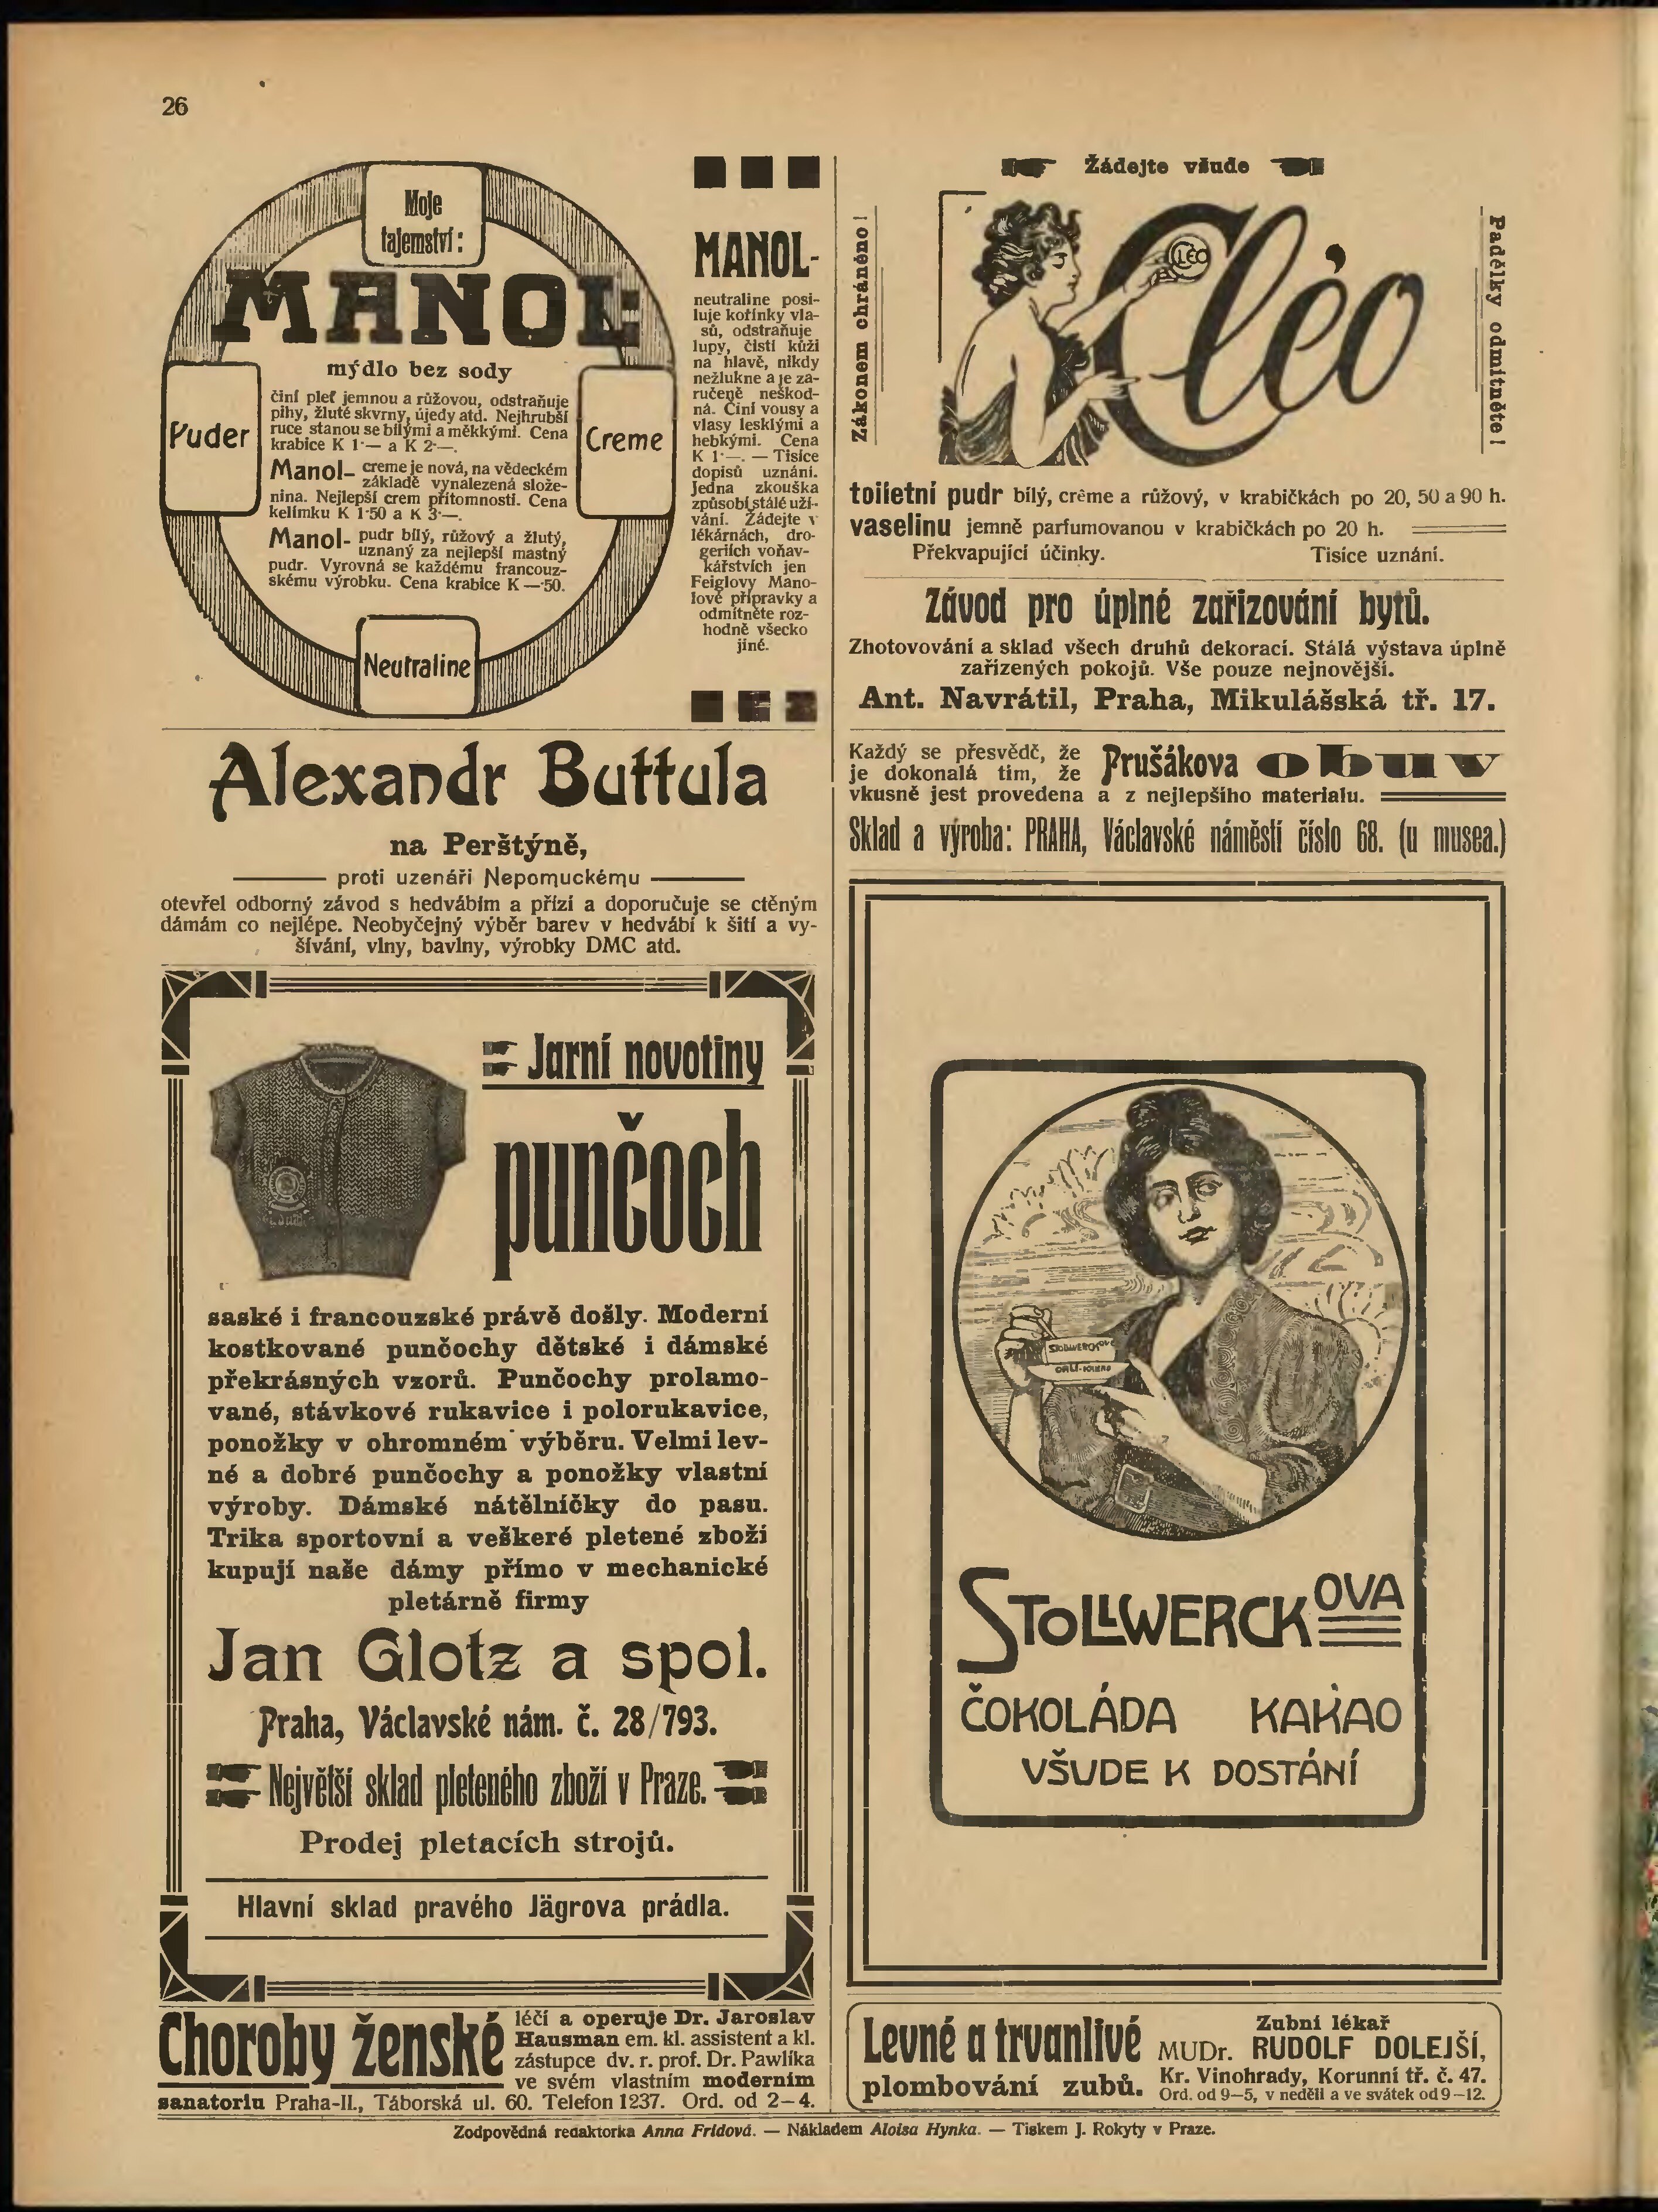 26
Moje
tajemství:
MANOL
mýdlo bez sody
činí pleť jemnou a růžovou, odstraňuje
pihy, žluté skvrny, újedy atd. Nejhrubší
ruce stanou se bílými a měkkými. Cena
krabice K 1·— a K 2·—.
Manol- creme je nová, na vědeckém
základě vynalezená slože-
nina. Nejlepší crem přítomnosti. Cena
kelímku K 1·50 a K 3·—.
Manol- pudr bílý, růžový a žlutý,
uznaný za nejlepší mastný
pudr. Vyrovná se každému francouz-
skému výrobku. Cena krabice K —·50.
Puder
Creme
Neutraline
MANOL-
neutraline posi-
luje kořínky vla-
sů, odstraňuje
lupy, čistí kůži
na hlavě, nikdy
nežlukne a je za-
ručeně neškod-
ná. Činí vousy a
vlasy lesklými a
hebkými. Cena
K 1·—. — Tisíce
dopisů uznání.
Jedna zkouška
způsobí stálé uží-
vání. Žádejte v
lékárnách, dro-
geriích voňav-
kářstvích jen
Feiglovy Mano-
lové přípravky a
odmítněte roz-
hodně všecko
jiné.
Alexandr Buttula
na Perštýně,
proti uzenáři Nepomuckému
otevřel odborný závod s hedvábím a přízí a doporučuje se ctěným
dámám co nejlépe. Neobyčejný výběr barev v hedvábí k šití a vy-
šívání, vlny, bavlny, výrobky DMC atd.
Jarní novotiny
punčoch
saské i francouzské právě došly. Moderní
kostkované punčochy dětské i dámské
překrásných vzorů. Punčochy prolamo-
vané, stávkové rukavice i polorukavice,
ponožky v ohromném výběru. Velmi lev-
né a dobré punčochy a ponožky vlastní
výroby. Dámské nátělníčky do pasu.
Trika sportovní a veškeré pletené zboží
kupují naše dámy přímo v mechanické
pletárně firmy
Jan Glotz a spol.
Praha, Václavské nám. č. 28/793.
Největší sklad pleteného zboží v Praze.
Prodej pletacích strojů.
Hlavní sklad pravého Jägrova prádla.
Choroby ženské léčí a operuje Dr. Jaroslav
Hausman em. kl. assistent a kl.
zástupce dv. r. prof. Dr. Pawlíka
ve svém vlastním moderním
sanatoriu Praha-II., Táborská ul. 60. Telefon 1237. Ord. od 2—4.
Žádejte všude
Zákonem chráněno!
Cléo
CLÉO
Padělky odmítněte!
toiletní pudr bílý, crême a růžový, v krabičkách po 20, 50 a 90 h.
vaselinu jemně parfumovanou v krabičkách po 20 h.
Překvapující účinky. Tisíce uznání.
Závod pro úplné zařizování bytů.
Zhotovování a sklad všech druhů dekorací. Stálá výstava úplně
zařízených pokojů. Vše pouze nejnovější.
Ant. Navrátil, Praha, Mikulášská tř. 17.
Každý se přesvědč, že Prušákova obuv
je dokonalá tím, že
vkusně jest provedena a z nejlepšího materialu.
Sklad a výroba: PRAHA, Václavské náměstí číslo 68. (u musea.)
STOLLWERCKOVA
ČOKOLÁDA KAKAO
VŠUDE K DOSTÁNÍ
Levné a trvanlivé
plombování zubů.
Zubní lékař
MUDr. RUDOLF DOLEJŠÍ,
Kr. Vinohrady, Korunní tř. č. 47.
Ord. od 9—5, v neděli a ve svátek od 9—12.
Zodpovědná redaktorka Anna Frídová. — Nákladem Aloisa Hynka. — Tiskem J. Rokyty v Praze.